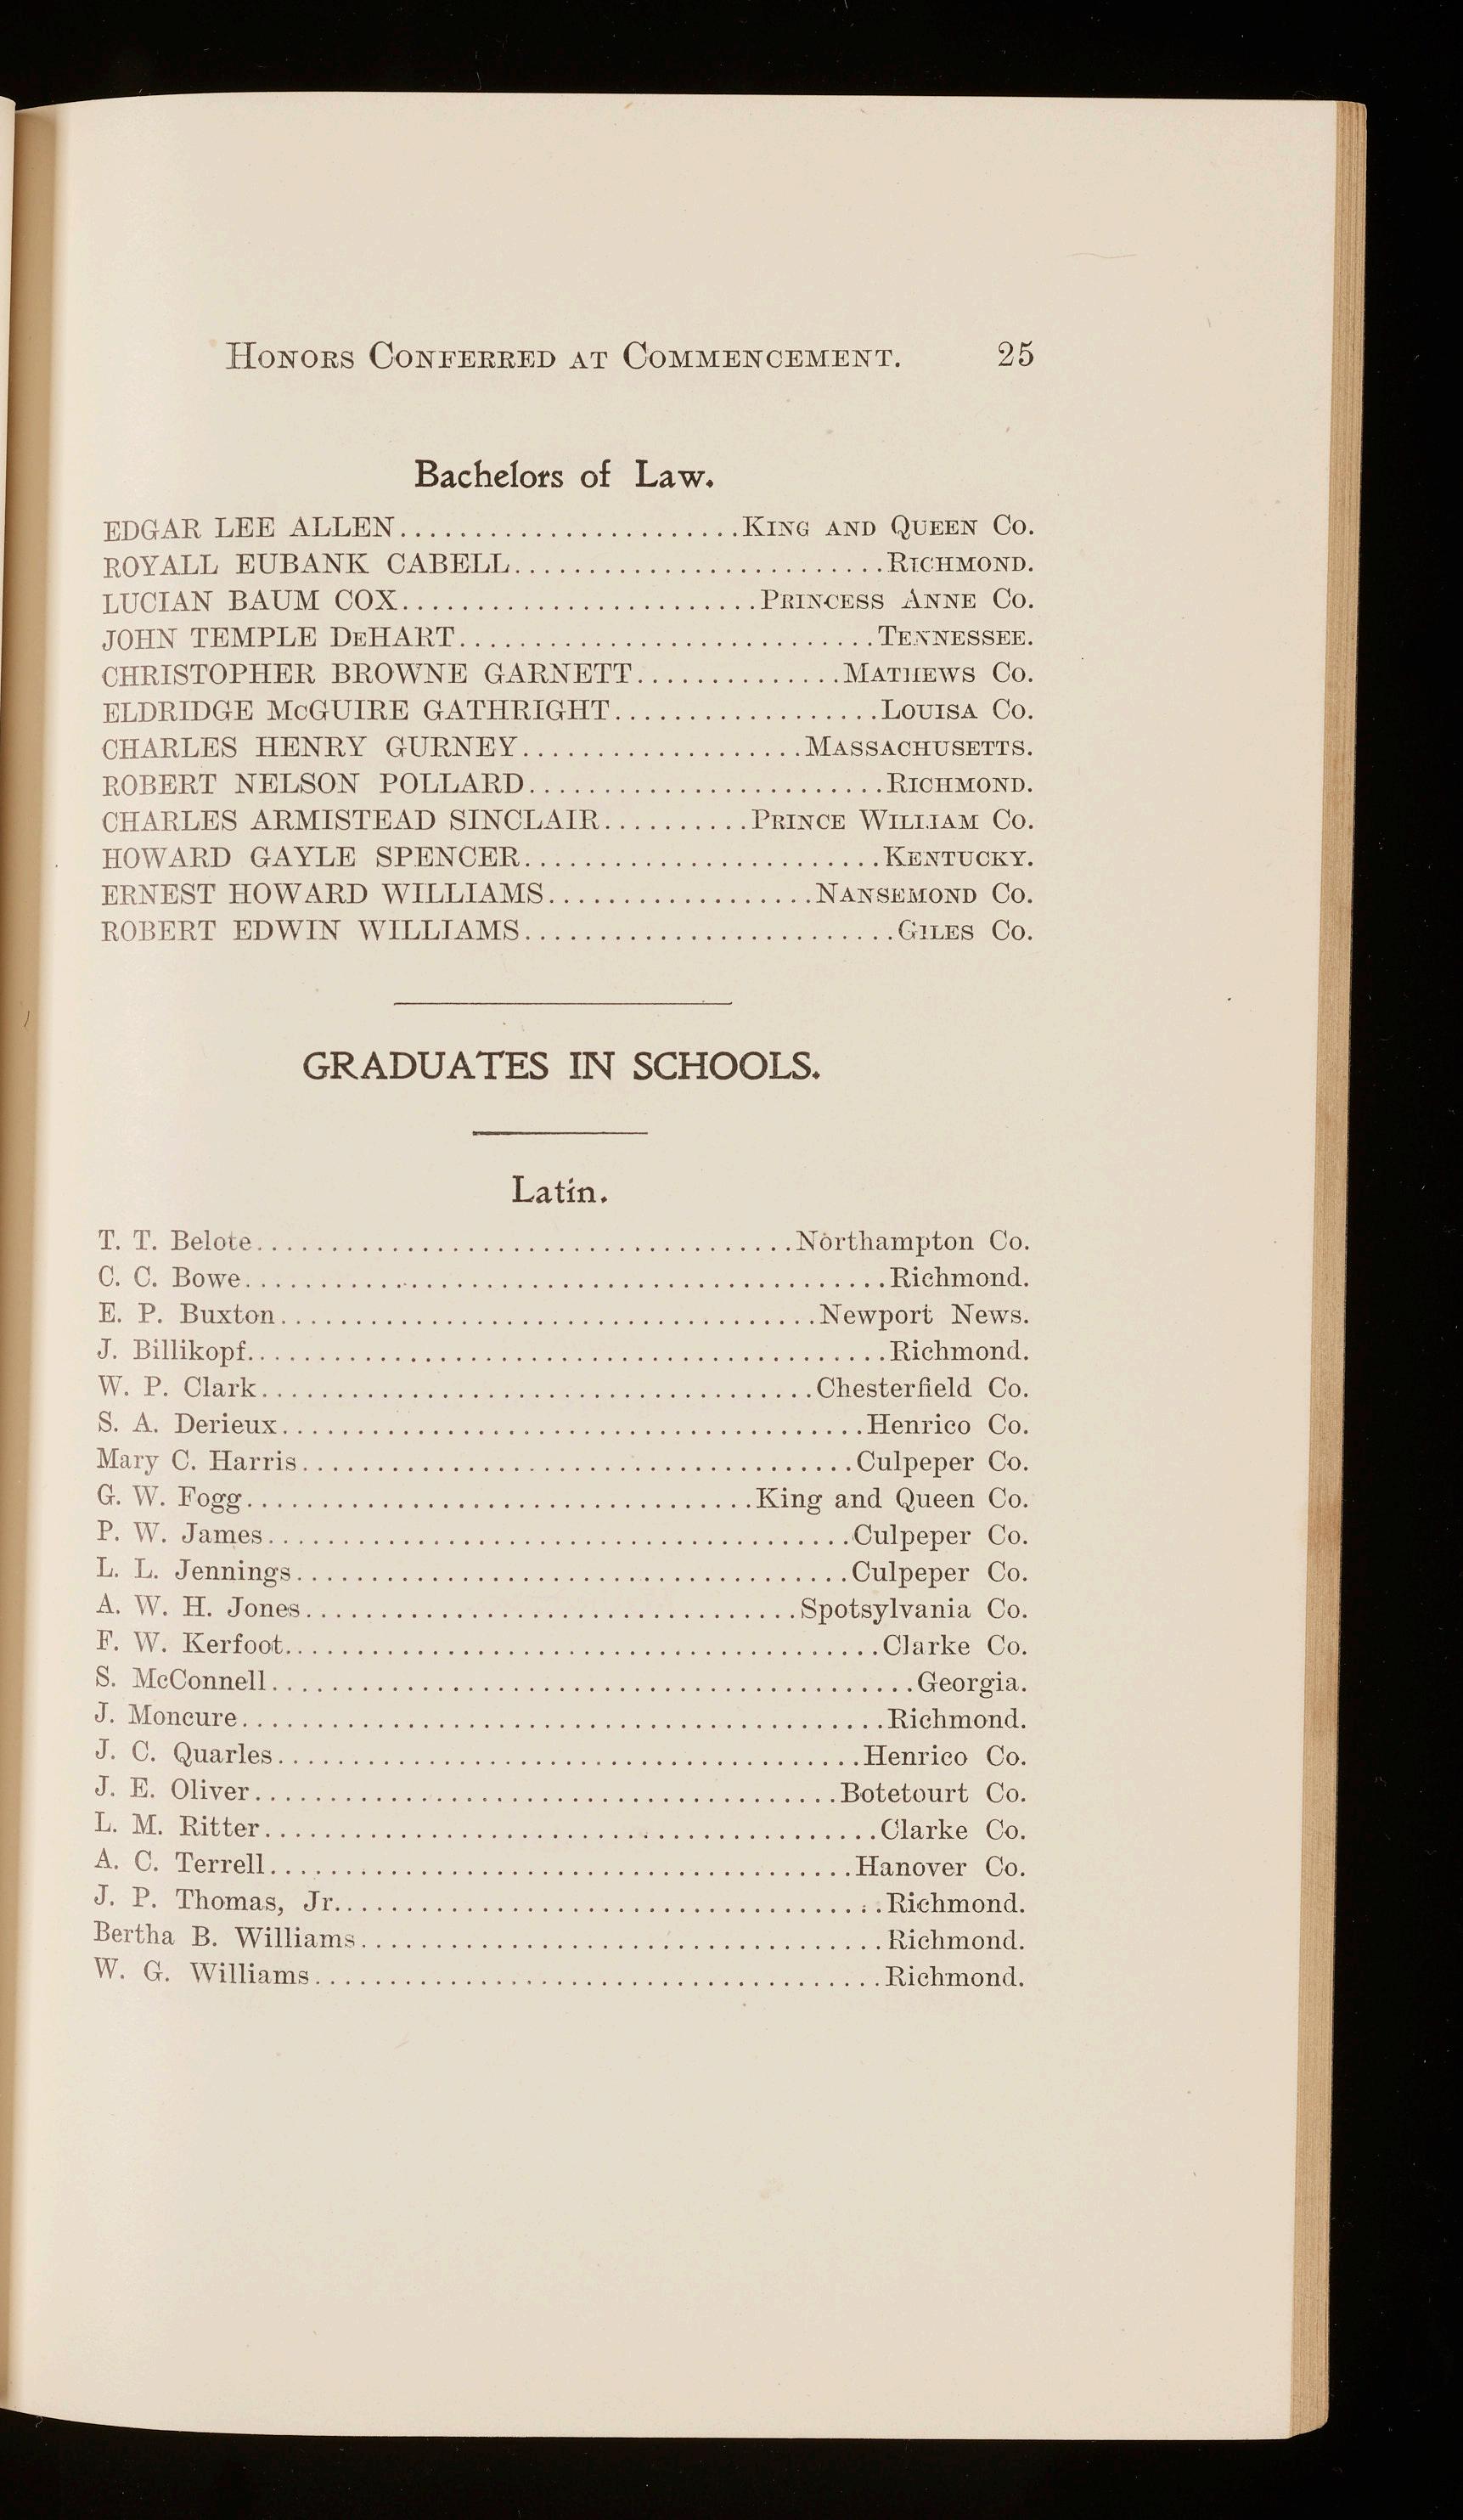 HONORS CONFERRED AT COMMENCEMENT. 25
Bachelors of Law.
EDGAR LEE ALLEN.......................KING AND QUEEN CO.
ROYALL EUBANK CABELL.........................RICHMOND.
LUCIAN BAUM COX........................PRINCESS ANNE CO.
JOHN TEMPLE DEHART............................TENNESSEE.
CHRISTOPHER BROWNE GARNETT..............MATHEWS CO.
ELDRIDGE MCGUIRE GATHRIGHT..................LOUISA CO.
CHARLES HENRY GURNEY...................MASSACHUSETTS.
ROBERT NELSON POLLARD........................RICHMOND.
CHARLES ARMISTEAD SINCLAIR..........PRINCE WILLIAM CO.
HOWARD GAYLE SPENCER........................KENTUCKY.
ERNEST HOWARD WILLIAMS..................NANSEMOND CO.
ROBERT EDWIN WILLIAMS.........................GILES CO.
GRADUATES IN SCHOOLS.
Latin.
T. T. Belote....................................Northampton Co.
C. C. Bowe...........................................Richmond.
E. P. Buxton....................................Newport News.
J. Billikopf...........................................Richmond.
W. P. Clark.....................................Chesterfield Co.
S. A. Derieux.......................................Henrico Co.
Mary C. Harris.....................................Culpeper Co.
G. W. Fogg..................................King and Queen Co.
P. W. James.......................................Culpeper Co.
L. L. Jennings.....................................Culpeper Co.
A. W. H. Jones.................................Spotsylvania Co.
F. W. Kerfoot........................................Clarke Co.
S. McConnell...........................................Georgia.
J. Moncure...........................................Richmond.
J. C. Quarles.......................................Henrico Co.
J. E. Oliver.......................................Botetourt Co.
L. M. Ritter.........................................Clarke Co.
A. C. Terrell.......................................Hanover Co.
J. P. Thomas, Jr.....................................Richmond.
Bertha B. Williams...................................Richmond.
W. G. Williams......................................Richmond.